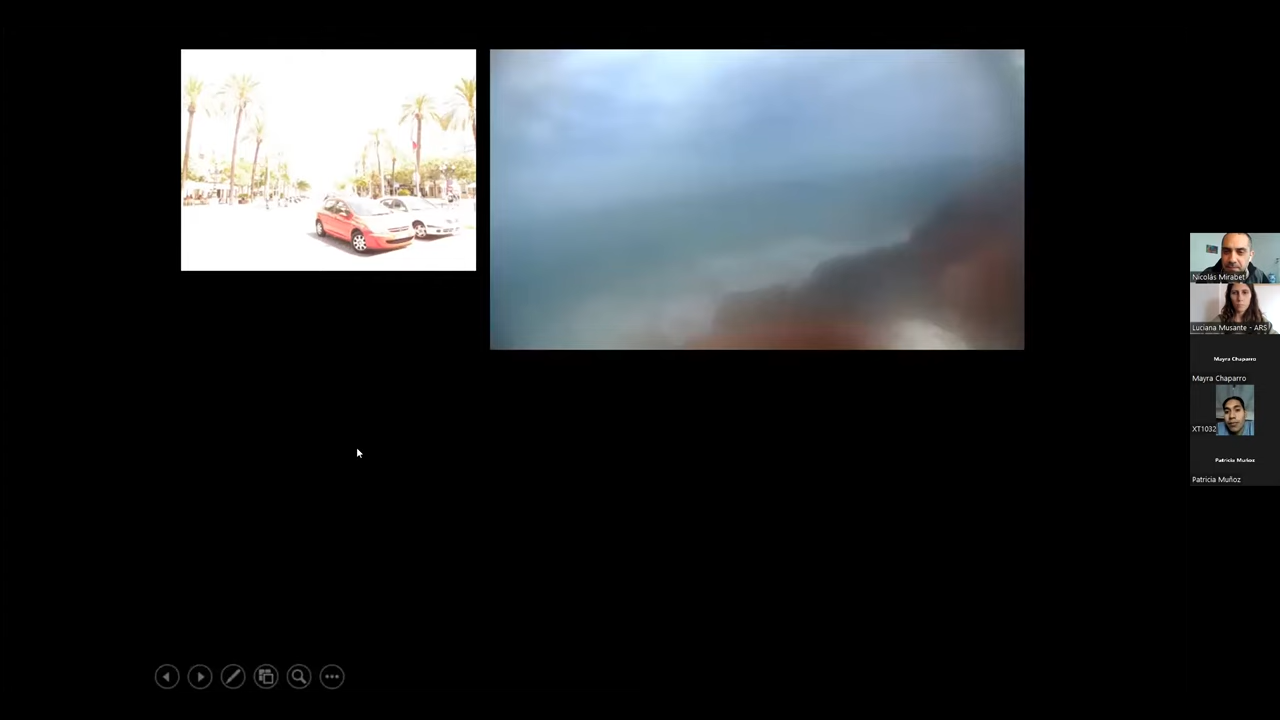 Nicolás Mirabet
Luciana Musante - ARS
Mayra Chaparro
Mayra Chaparro
XT1032
Patricia Muñoz
Patricia Muñoz